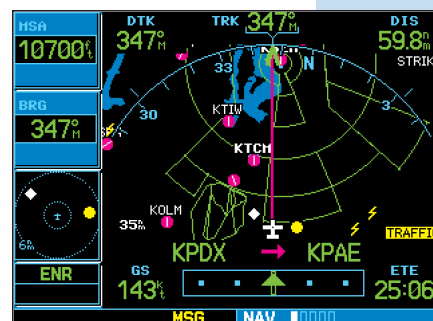 MSA
10700ft
DTK
347°M
TRK 347°M
DIS
59.8nm
STRIK
33
N
30
3
KTIW
BRG
347°M
KTCM
KOLM
35nm
6nm
TRAFFIC
KPDX → KPAE
ENR
GS
143kt
ETE
25:06
MSG
NAV